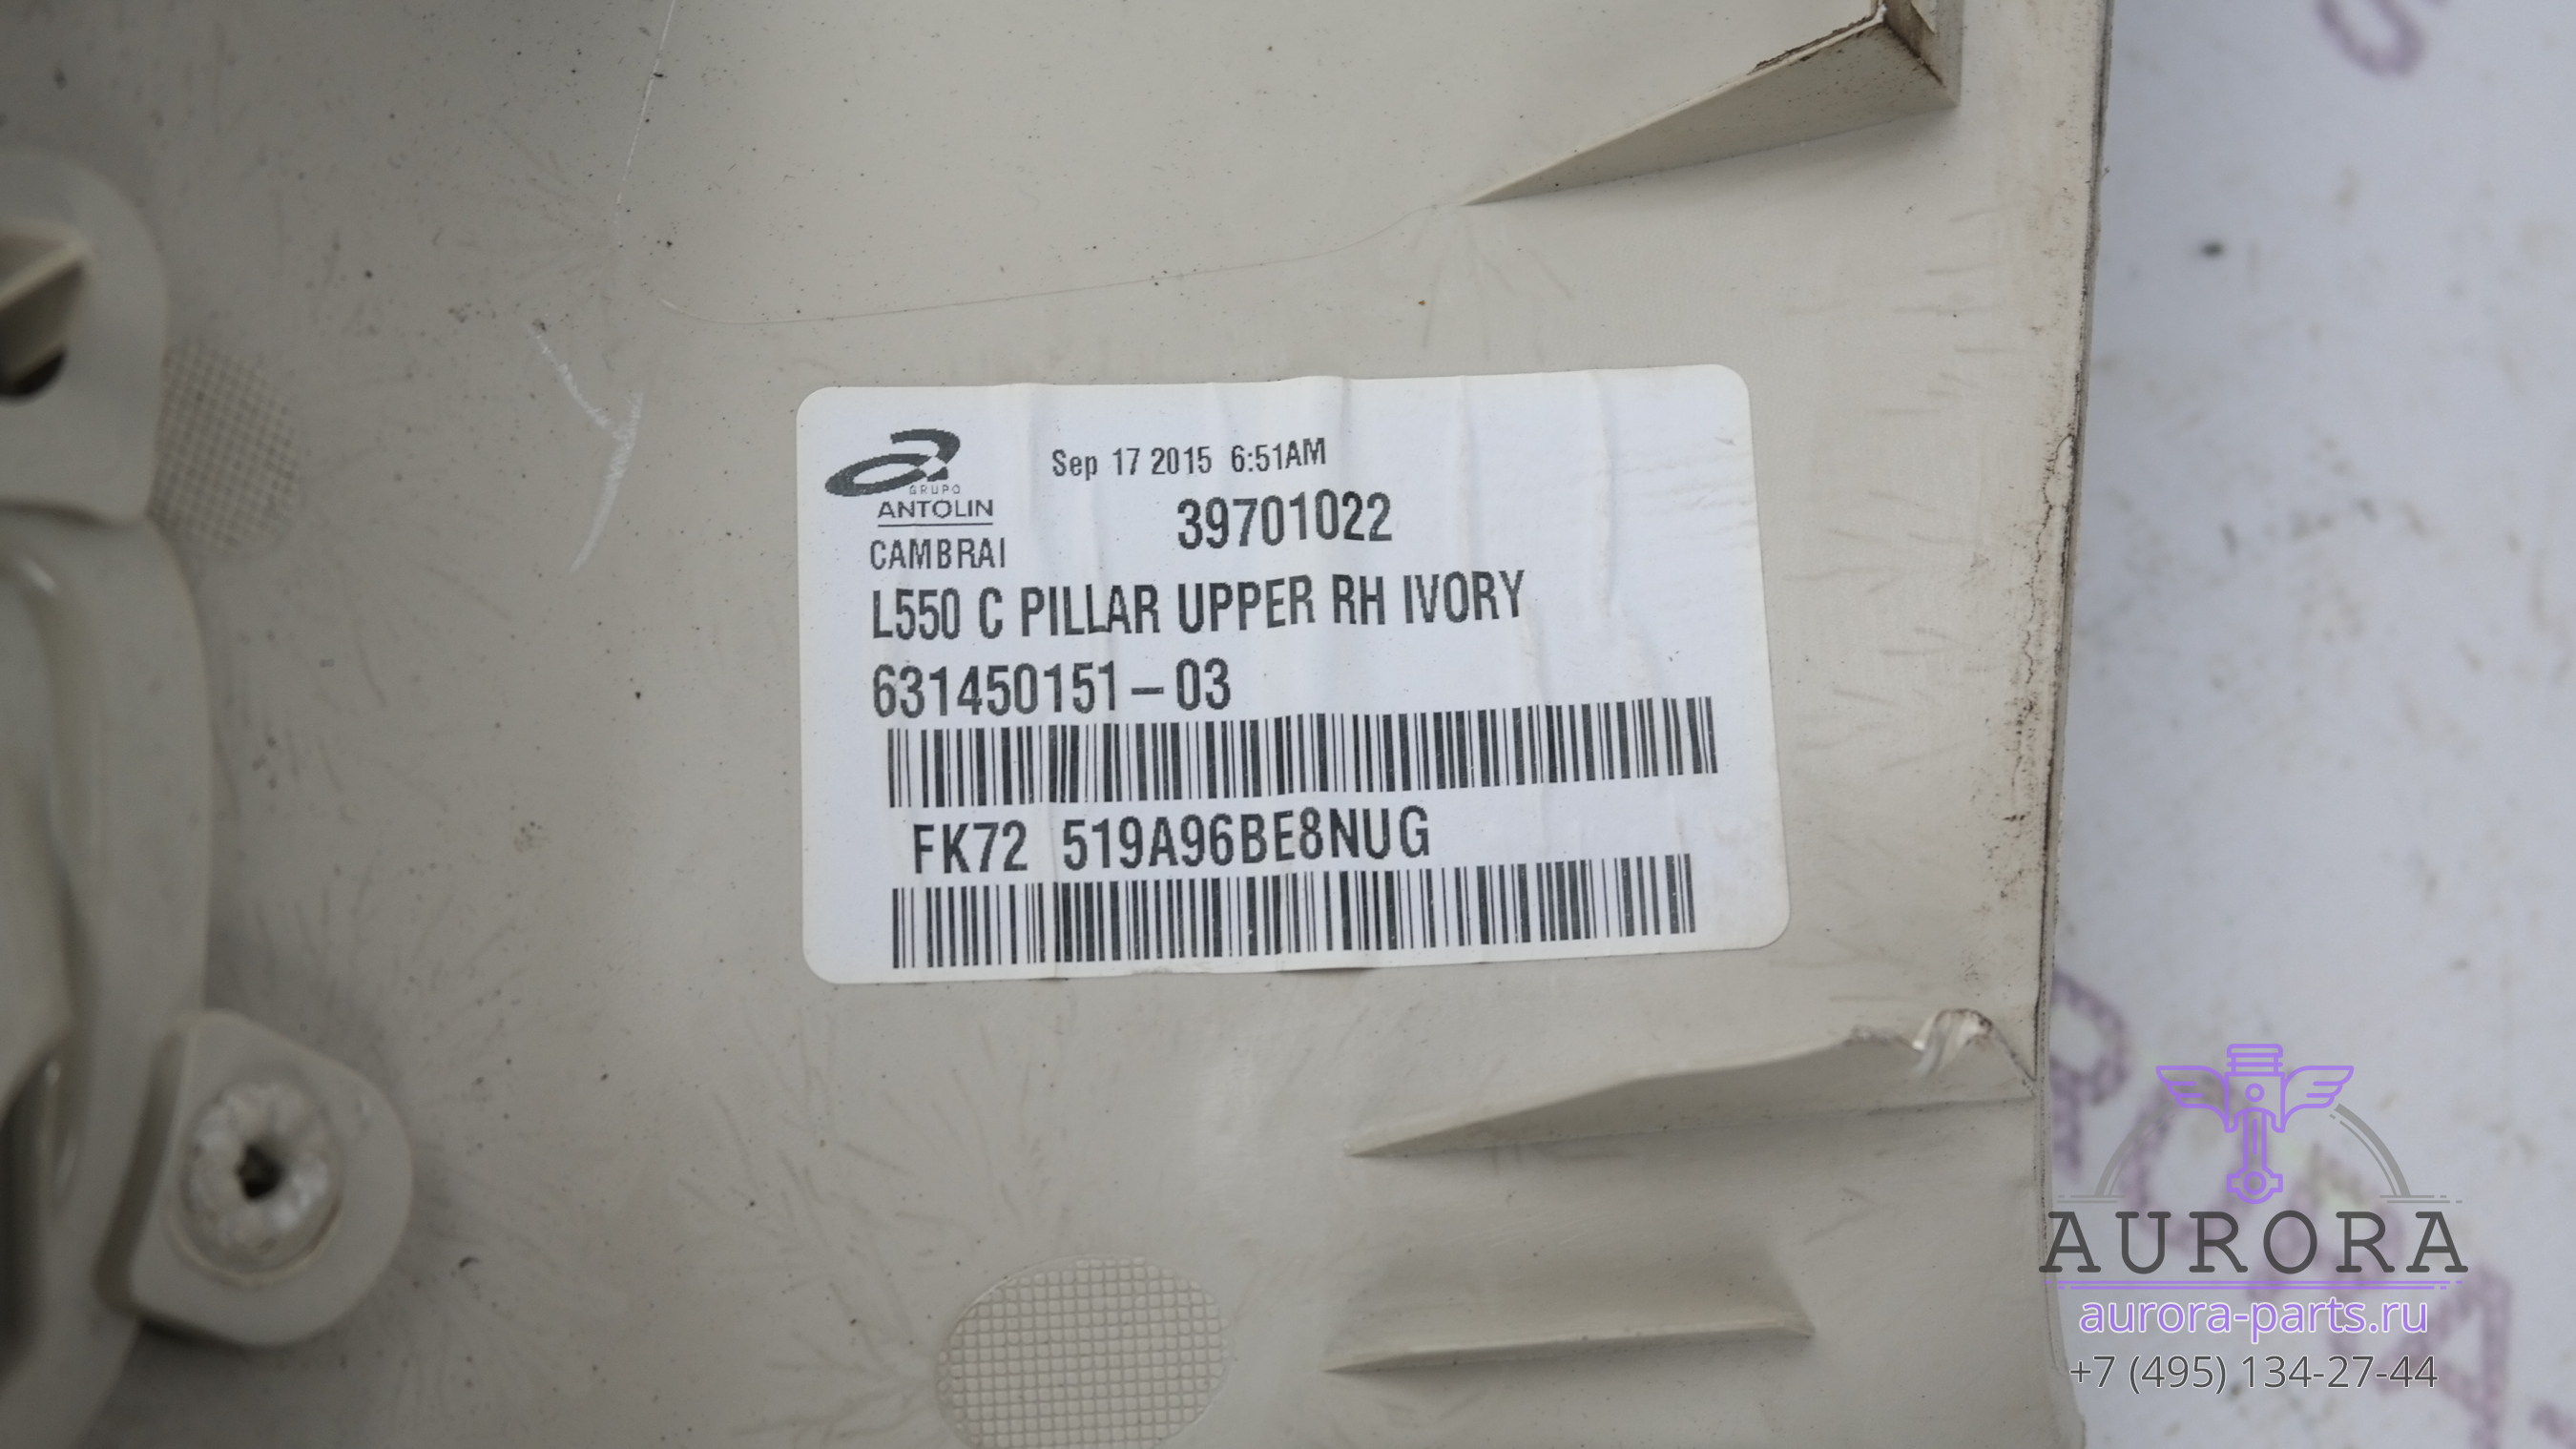 Sep 17 2015 6:51AM
GRUPO
ANTOLIN
39701022
CAMBRAI
L550 C PILLAR UPPER RH IVORY
631450151-03
FK72 519A96BE8NUG
AURORA
aurora-parts.ru
+7 (495) 134-27-44